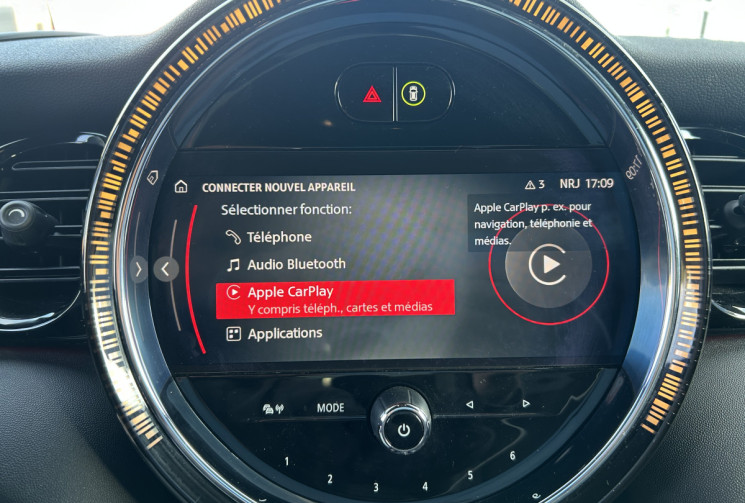 CONNECTER NOUVEL APPAREIL
3 NRJ 17:09
Sélectionner fonction:
Téléphone
Audio Bluetooth
Apple CarPlay
Y compris téléph., cartes et médias
Applications
Apple CarPlay p. ex. pour
navigation, téléphonie et
médias.
MODE
1 2 3 4 5 6